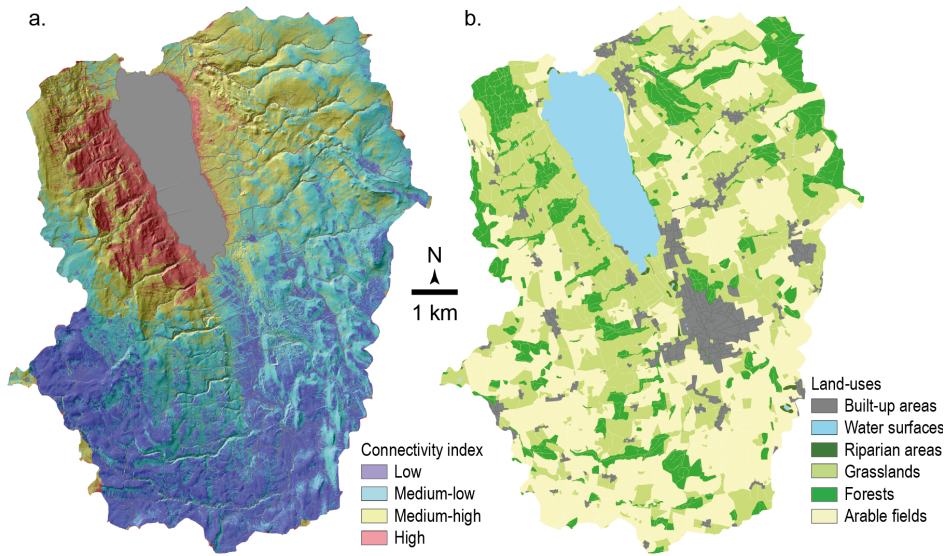 a.
b.
N
1 km
Connectivity index
Low
Medium-low
Medium-high
High
Land-uses
Built-up areas
Water surfaces
Riparian areas
Grasslands
Forests
Arable fields